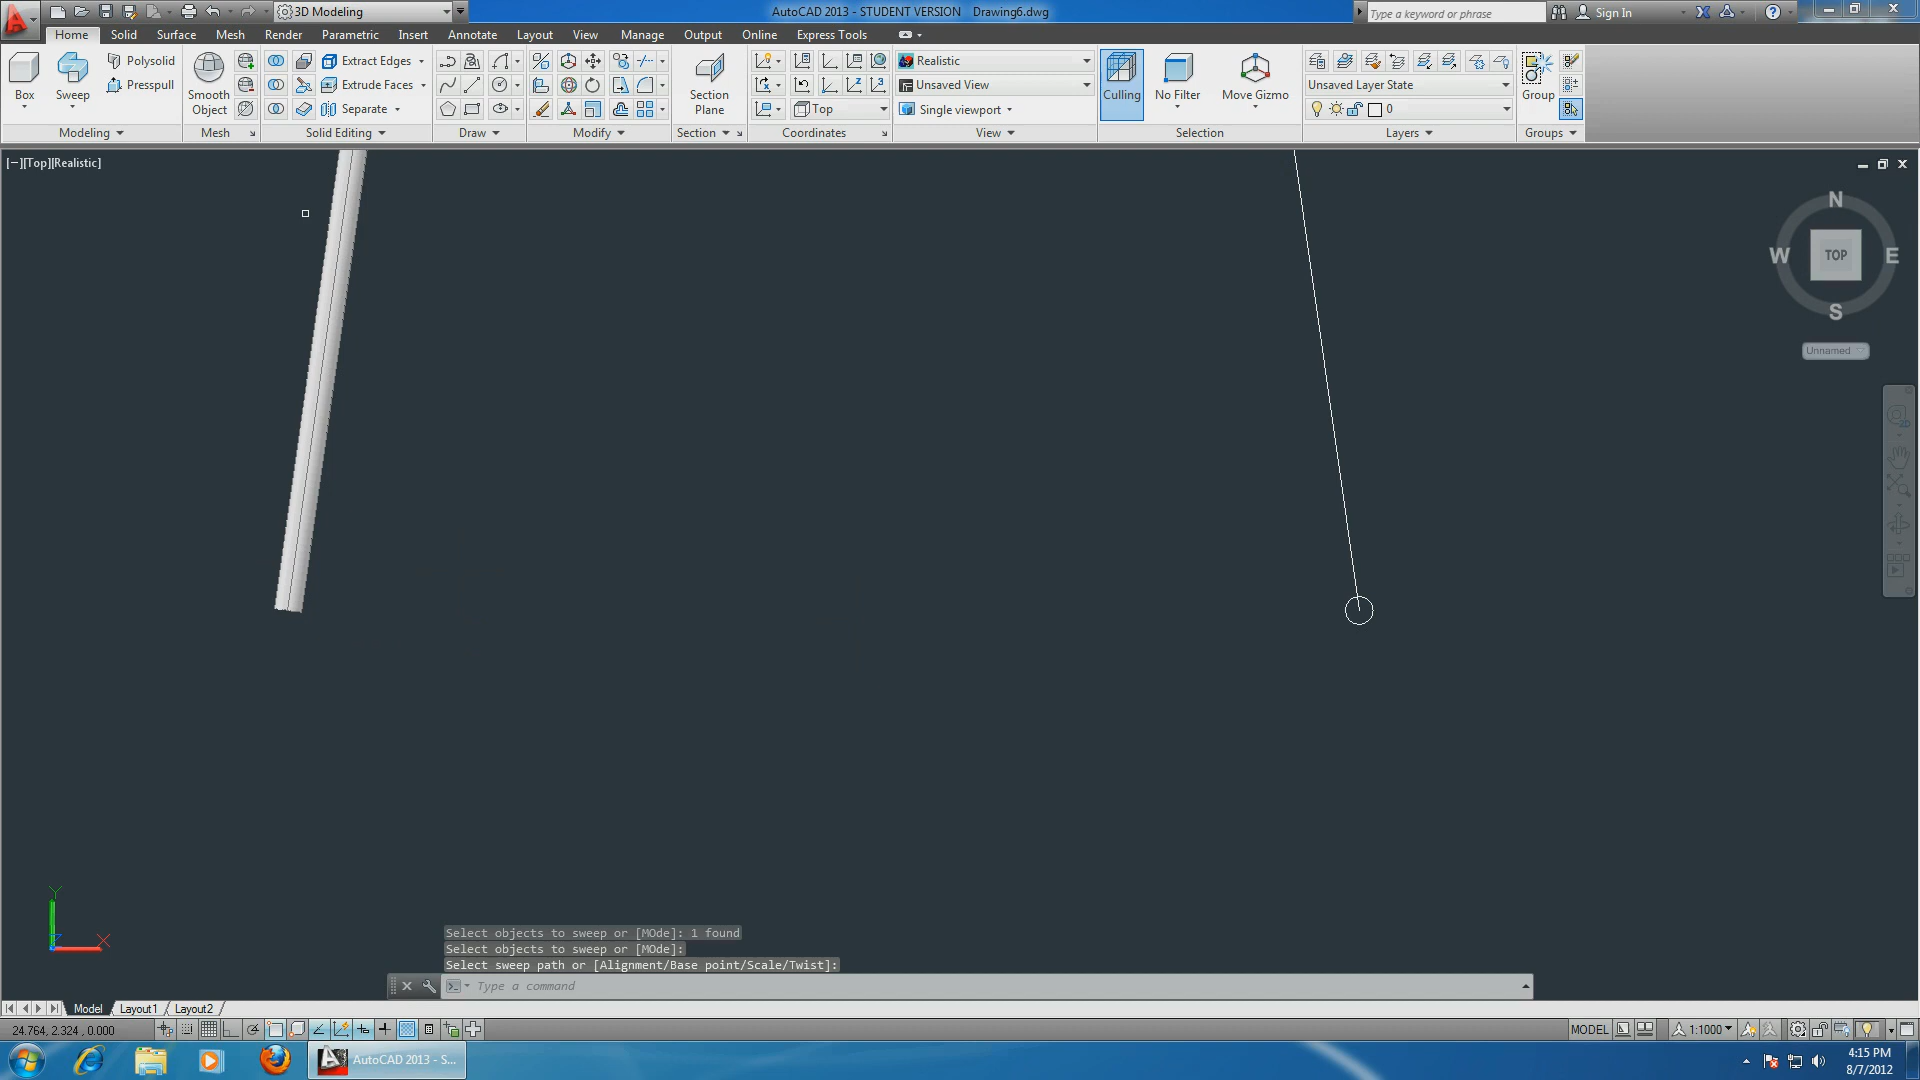 3D Modeling
AutoCAD 2013 - STUDENT VERSION Drawing6.dwg
Type a keyword or phrase
Sign In
Home Solid Surface Mesh Render Parametric Insert Annotate Layout View Manage Output Online Express Tools
Box
Sweep
Polysolid
Presspull
Smooth
Object
Extract Edges
Extrude Faces
Separate
Section
Plane
Top
Realistic
Unsaved View
Single viewport
Culling
No Filter
Move Gizmo
Unsaved Layer State
0
Group
Modeling Mesh Solid Editing Draw Modify Section Coordinates View Selection Layers Groups
[−][Top][Realistic]
N
W TOP E
S
Unnamed
Y
Z X
Select objects to sweep or [MOde]: 1 found
Select objects to sweep or [MOde]:
Select sweep path or [Alignment/Base point/Scale/Twist]:
Type a command
Model Layout1 Layout2
24.764, 2.324, 0.000
MODEL
1:1000
AutoCAD 2013 - S...
4:15 PM
8/7/2012